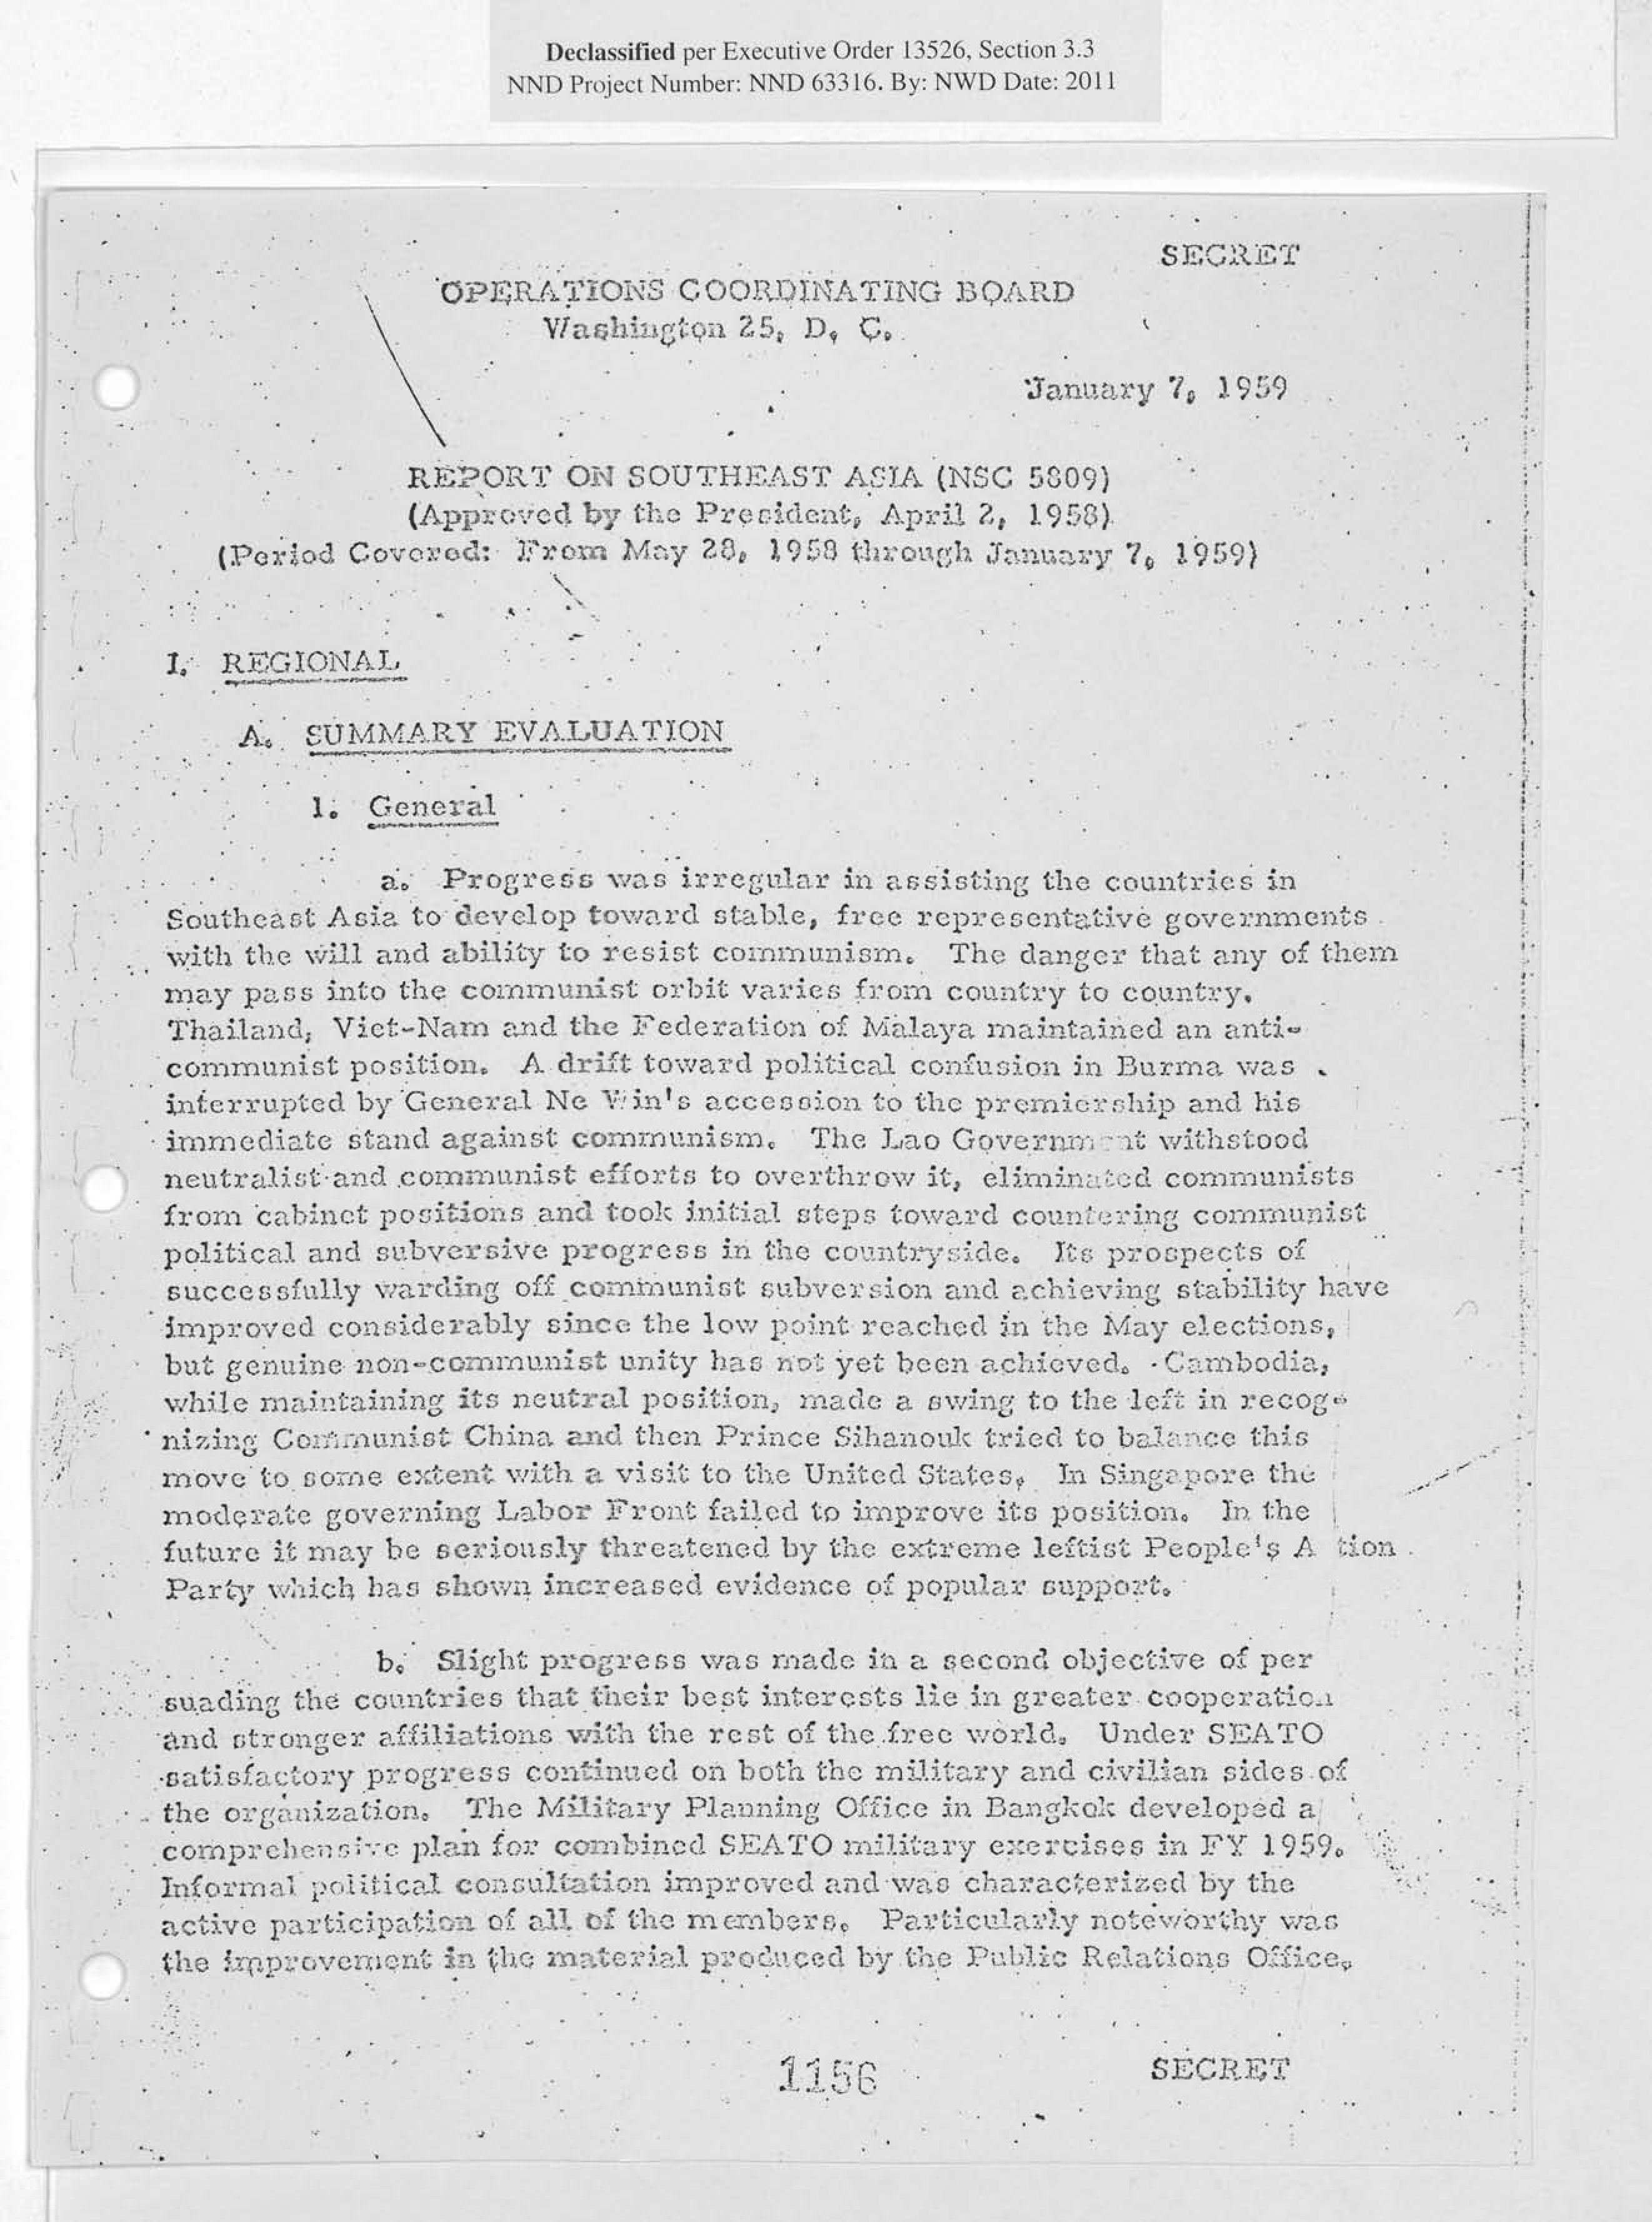 Declassified per Executive Order 13526, Section 3.3
NND Project Number: NND 63316. By: NWD Date: 2011
SECRET
OPERATIONS COORDINATING BOARD
Washington 25, D. C.
January 7, 1959
REPORT ON SOUTHEAST ASIA (NSC 5809)
(Approved by the President, April 2, 1958)
(Period Covered: From May 28, 1958 through January 7, 1959)
I. REGIONAL
A. SUMMARY EVALUATION
1. General
a. Progress was irregular in assisting the countries in
Southeast Asia to develop toward stable, free representative governments
with the will and ability to resist communism. The danger that any of them
may pass into the communist orbit varies from country to country.
Thailand, Viet-Nam and the Federation of Malaya maintained an anti-
communist position. A drift toward political confusion in Burma was
interrupted by General Ne Win's accession to the premiership and his
immediate stand against communism. The Lao Government withstood
neutralist and communist efforts to overthrow it, eliminated communists
from cabinet positions and took initial steps toward countering communist
political and subversive progress in the countryside. Its prospects of
successfully warding off communist subversion and achieving stability have
improved considerably since the low point reached in the May elections,
but genuine non-communist unity has not yet been achieved. Cambodia,
while maintaining its neutral position, made a swing to the left in recog-
nizing Communist China and then Prince Sihanouk tried to balance this
move to some extent with a visit to the United States. In Singapore the
moderate governing Labor Front failed to improve its position. In the
future it may be seriously threatened by the extreme leftist People's A tion
Party which has shown increased evidence of popular support.
b. Slight progress was made in a second objective of per
suading the countries that their best interests lie in greater cooperation
and stronger affiliations with the rest of the free world. Under SEATO
satisfactory progress continued on both the military and civilian sides of
the organization. The Military Planning Office in Bangkok developed a
comprehensive plan for combined SEATO military exercises in FY 1959.
Informal political consultation improved and was characterized by the
active participation of all of the members. Particularly noteworthy was
the improvement in the material produced by the Public Relations Office,
1156
SECRET